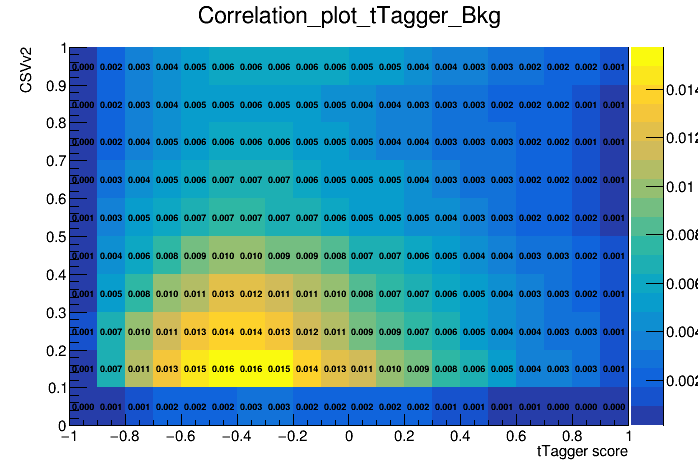 Correlation_plot_tTagger_Bkg
CSVv2
1 0.000 0.002 0.003 0.004 0.005 0.006 0.006 0.006 0.006 0.006 0.005 0.005 0.004 0.004 0.003 0.003 0.002 0.002 0.002 0.001
0.9 0.000 0.002 0.004 0.004 0.005 0.005 0.005 0.005 0.005 0.004 0.004 0.004 0.004 0.003 0.003 0.002 0.002 0.002 0.001 0.001
0.8 0.000 0.002 0.004 0.005 0.005 0.006 0.006 0.006 0.005 0.005 0.005 0.004 0.004 0.003 0.003 0.003 0.002 0.002 0.002 0.001
0.7 0.000 0.003 0.004 0.005 0.006 0.007 0.007 0.007 0.006 0.005 0.005 0.005 0.004 0.004 0.003 0.003 0.002 0.002 0.002 0.001
0.6 0.001 0.003 0.005 0.006 0.007 0.007 0.007 0.007 0.006 0.006 0.005 0.005 0.004 0.004 0.003 0.003 0.003 0.002 0.002 0.001
0.5 0.001 0.004 0.006 0.008 0.009 0.010 0.010 0.009 0.009 0.008 0.007 0.007 0.006 0.005 0.004 0.004 0.003 0.003 0.002 0.001
0.4 0.001 0.005 0.008 0.010 0.011 0.013 0.012 0.011 0.011 0.010 0.008 0.007 0.007 0.006 0.005 0.004 0.004 0.003 0.003 0.001
0.3 0.001 0.007 0.010 0.011 0.013 0.014 0.014 0.013 0.012 0.011 0.009 0.009 0.007 0.006 0.005 0.005 0.004 0.003 0.003 0.001
0.2 0.001 0.007 0.011 0.013 0.015 0.016 0.016 0.015 0.014 0.013 0.011 0.010 0.009 0.008 0.006 0.005 0.004 0.004 0.003 0.001
0.1 0.000 0.001 0.001 0.002 0.002 0.002 0.003 0.002 0.002 0.002 0.002 0.002 0.001 0.001 0.001 0.001 0.001 0.001 0.000 0.000
0
−1 −0.8 −0.6 −0.4 −0.2 0 0.2 0.4 0.6 0.8 1
tTagger score
0.014
0.012
0.01
0.008
0.006
0.004
0.002